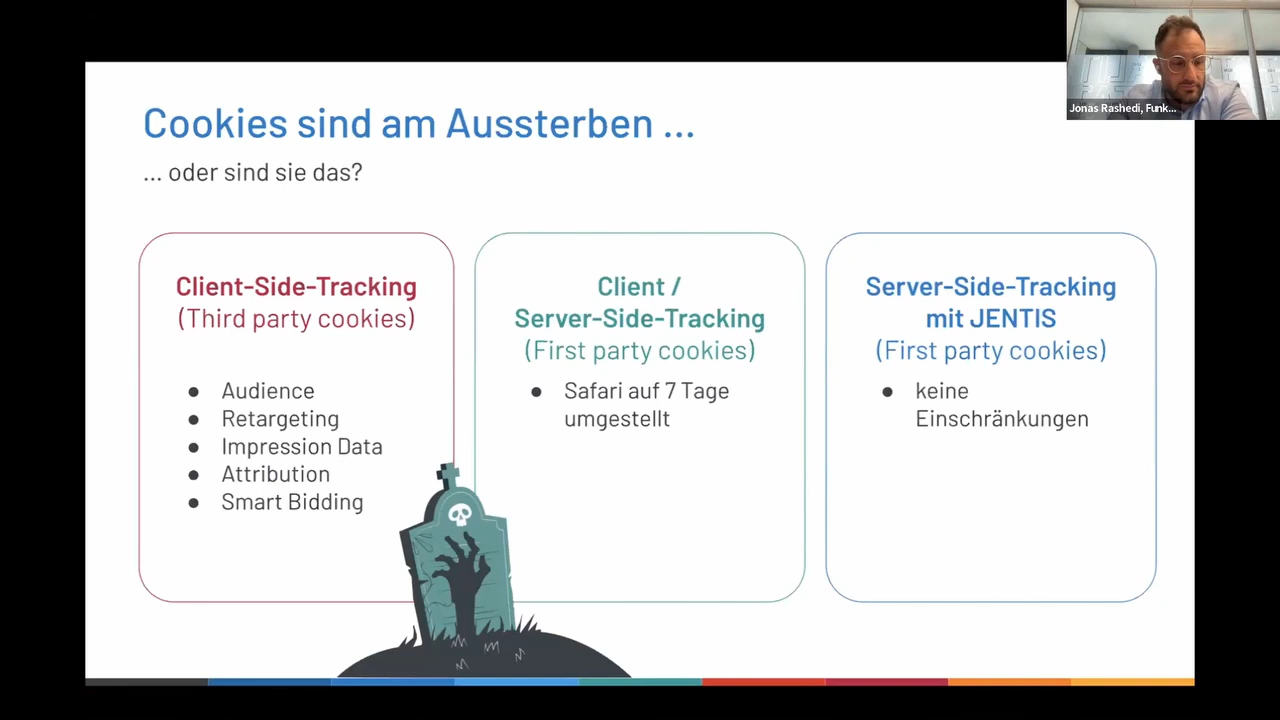 Cookies sind am Aussterben ...
... oder sind sie das?
Client-Side-Tracking
(Third party cookies)
● Audience
● Retargeting
● Impression Data
● Attribution
● Smart Bidding
Client /
Server-Side-Tracking
(First party cookies)
● Safari auf 7 Tage
umgestellt
Server-Side-Tracking
mit JENTIS
(First party cookies)
● keine
Einschränkungen
Jonas Rashedi, Funk...